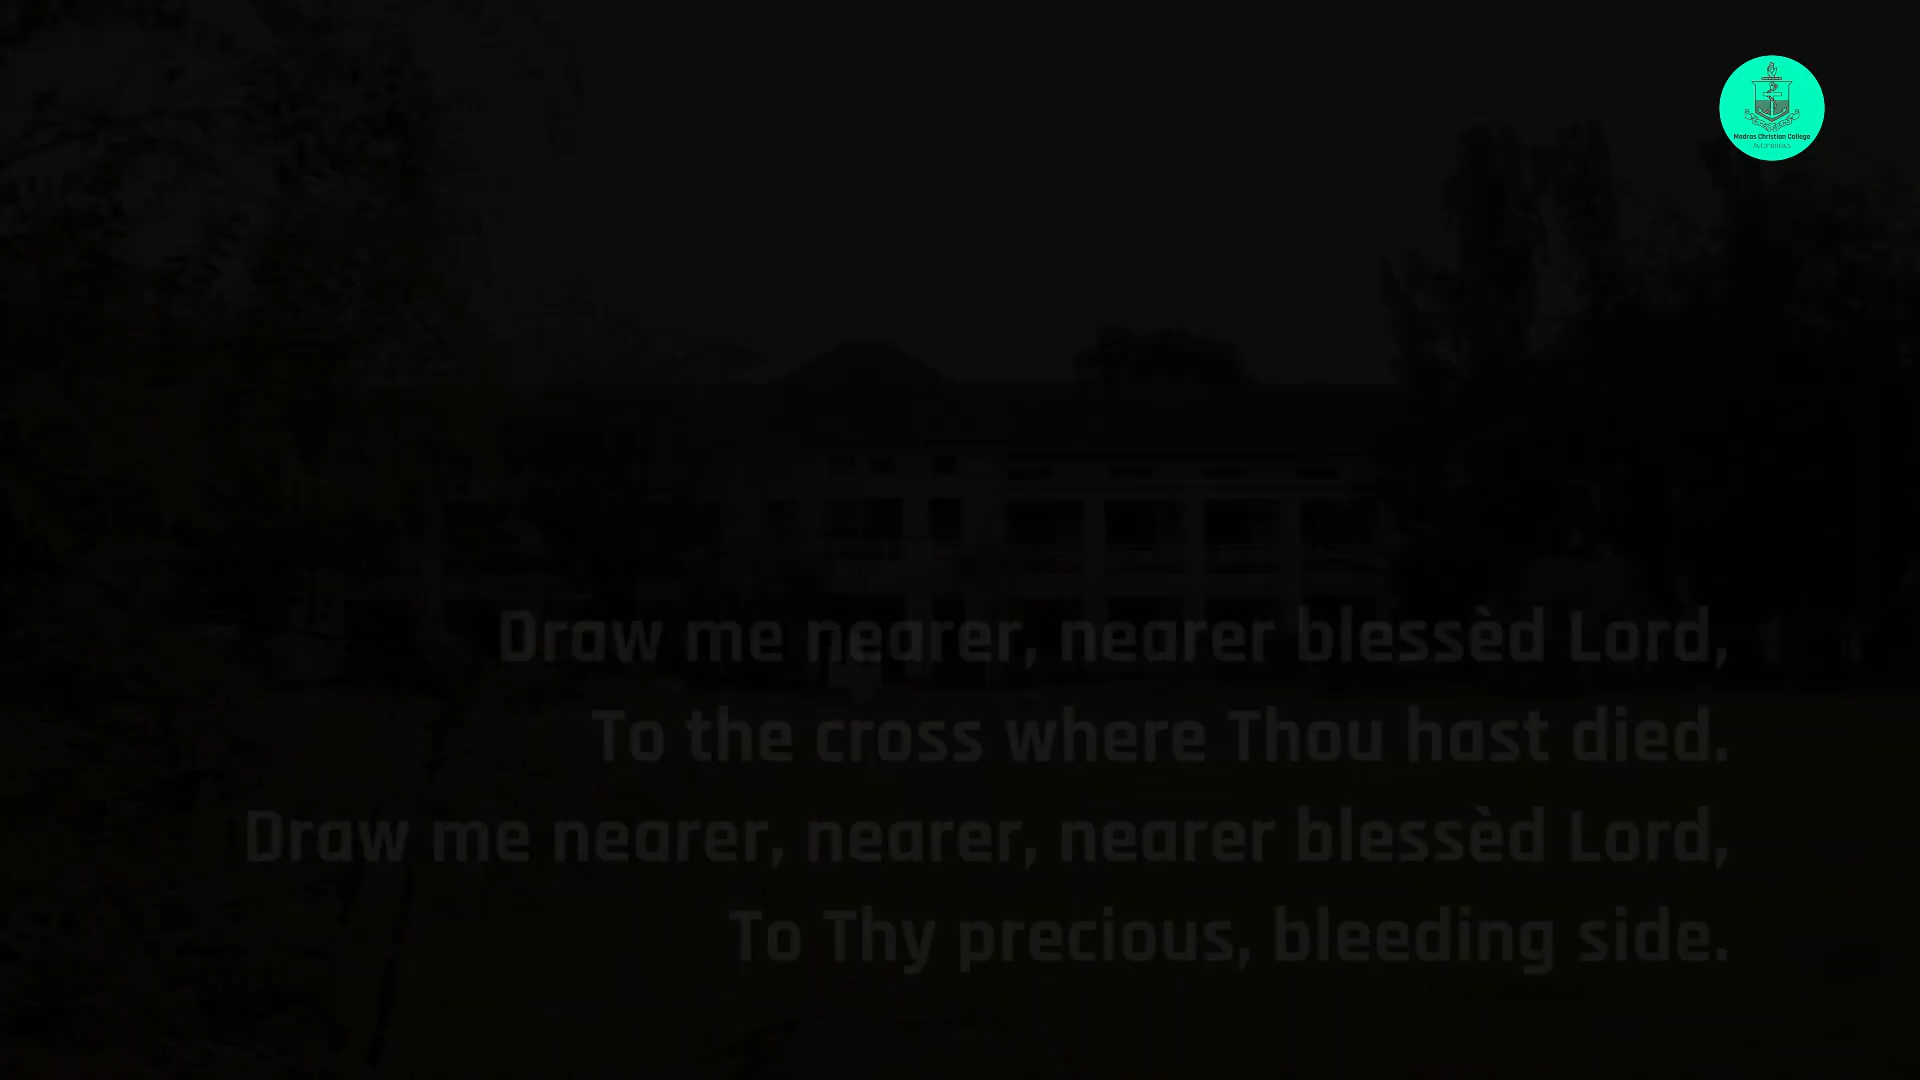 Madras Christian College
Autonomous
Draw me nearer, nearer blessèd Lord,
To the cross where Thou hast died.
Draw me nearer, nearer, nearer blessèd Lord,
To Thy precious, bleeding side.